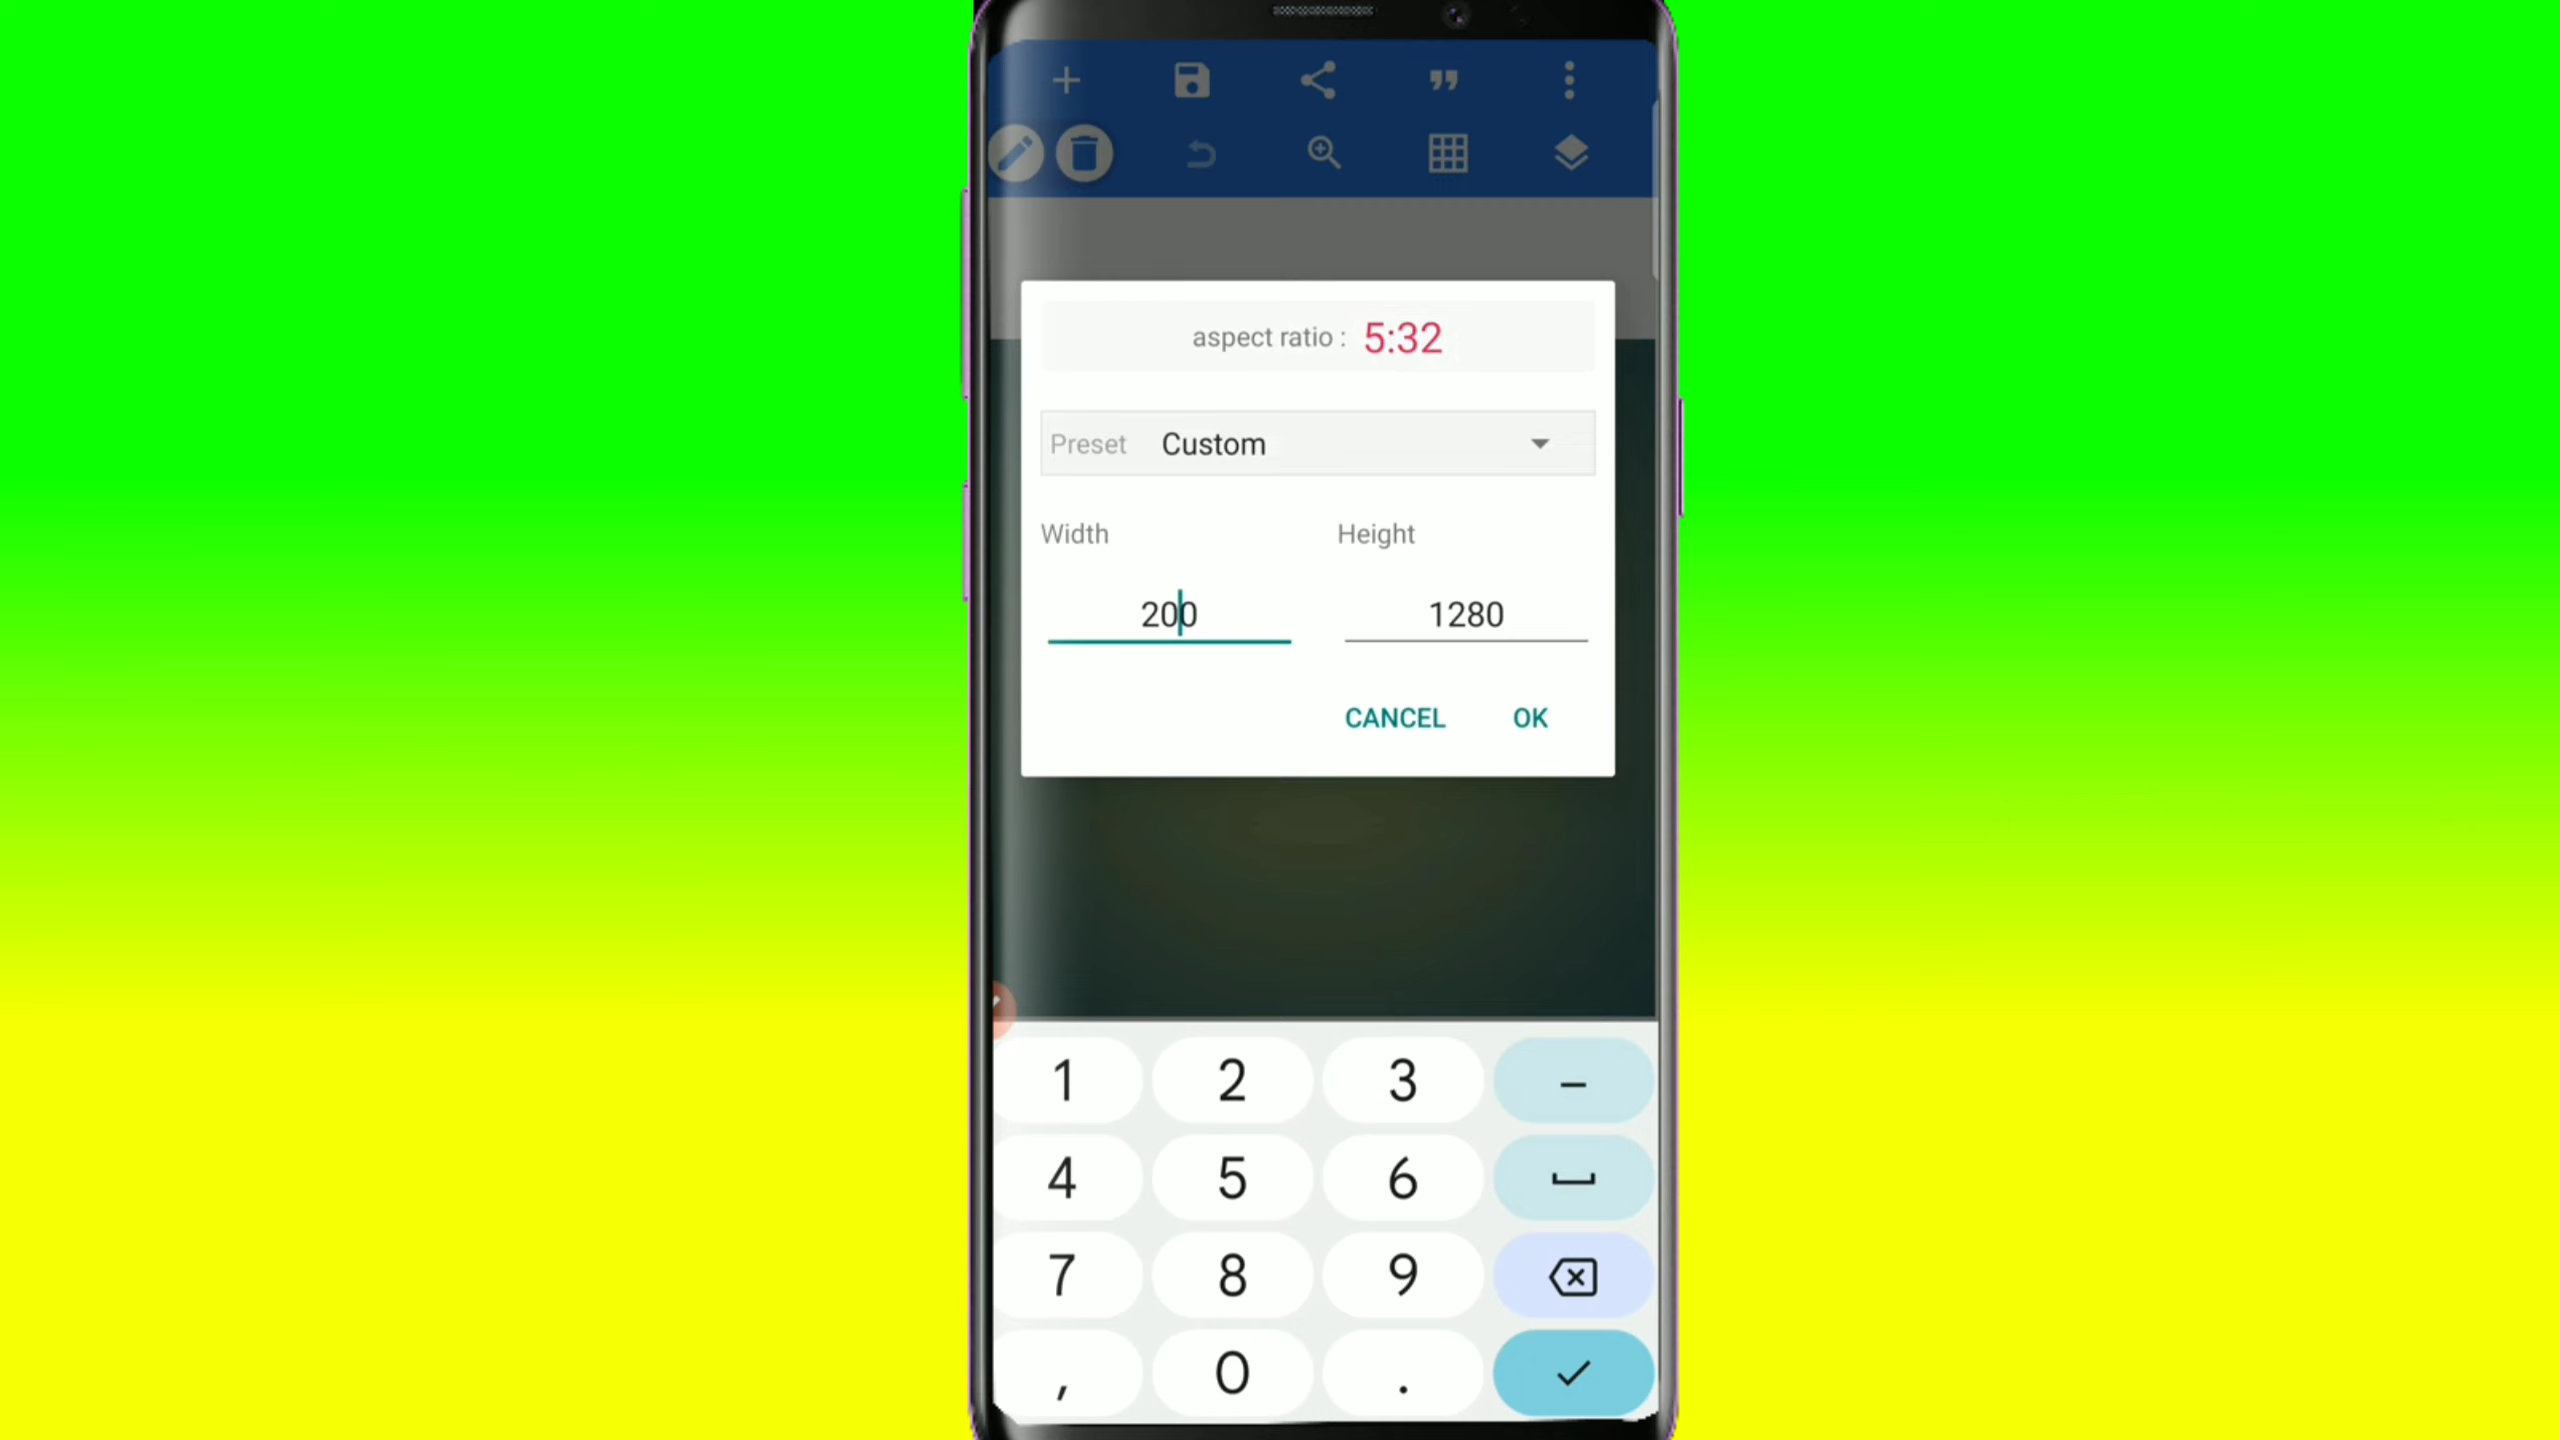 aspect ratio : 5:32
Preset Custom
Width Height
200 1280
CANCEL OK
1 2 3 –
4 5 6
7 8 9
, 0 .